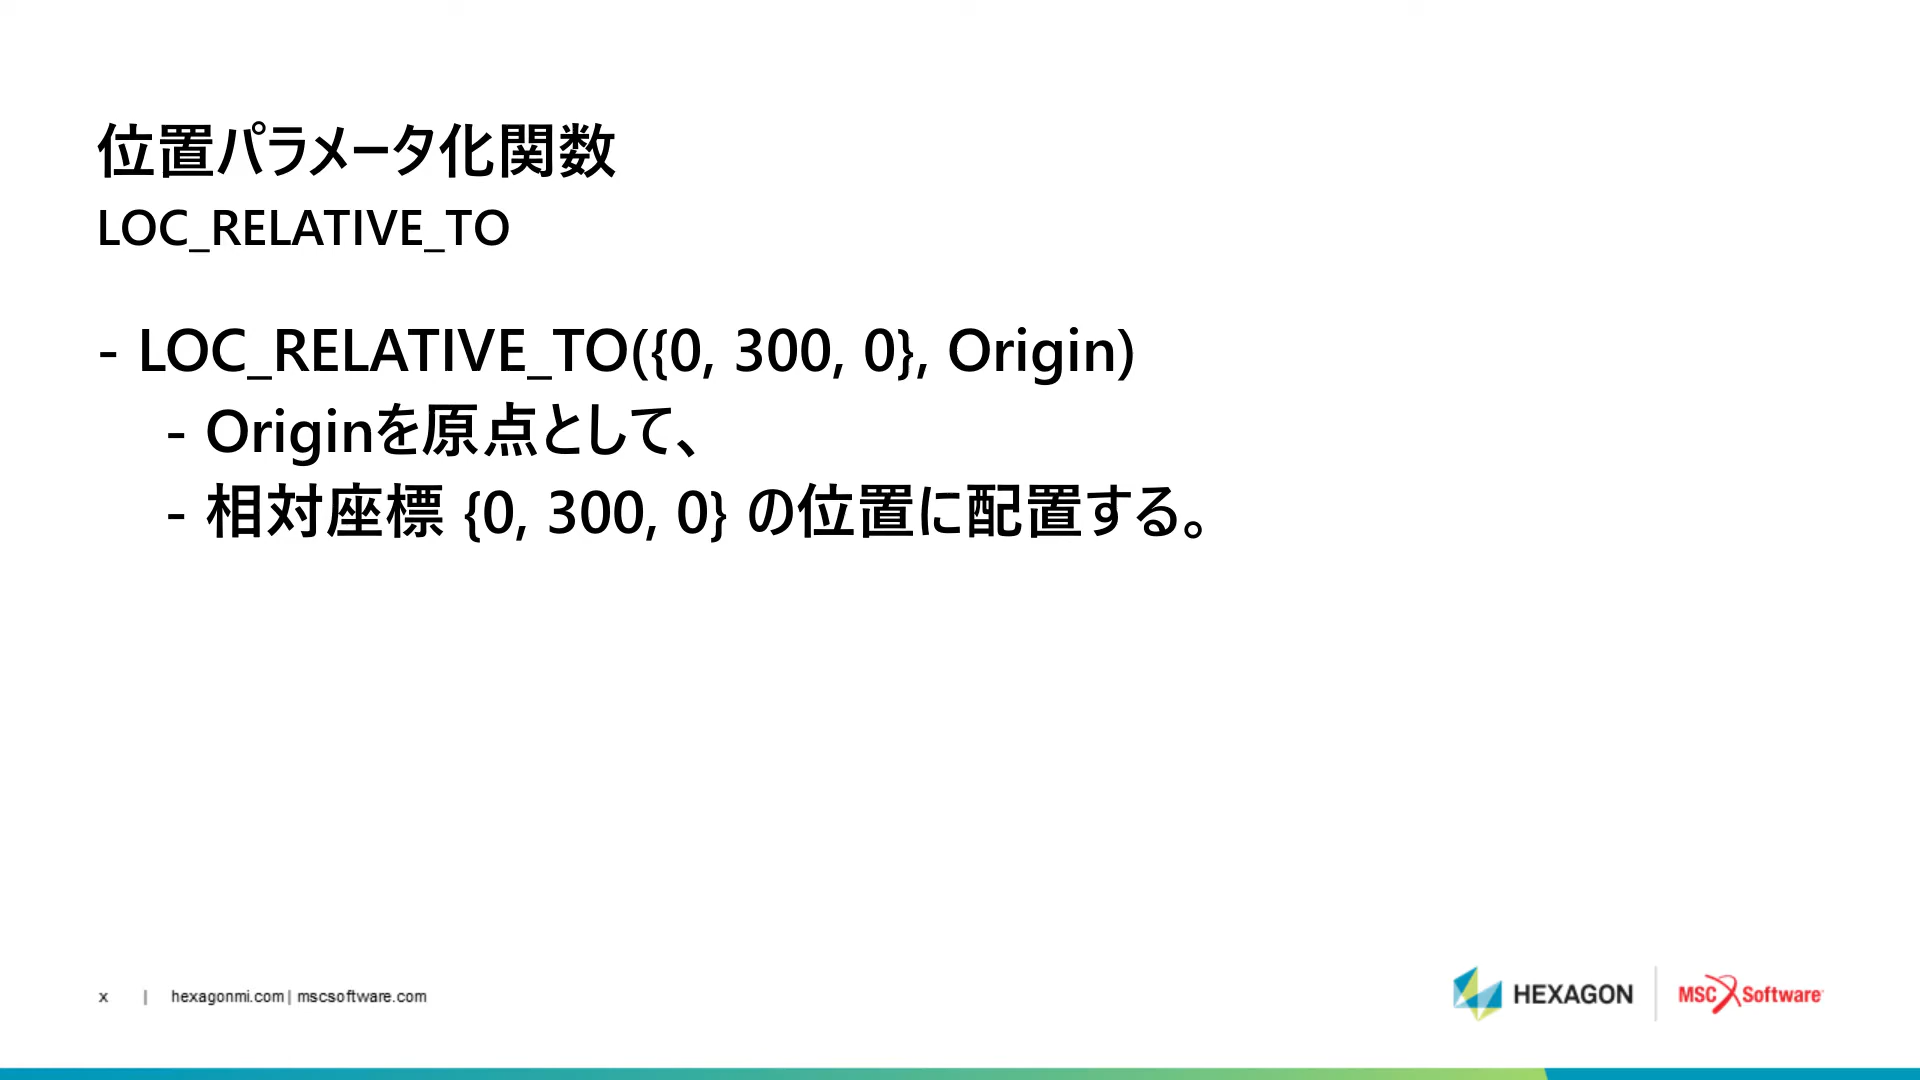 位置パラメータ化関数
LOC_RELATIVE_TO
- LOC_RELATIVE_TO({0, 300, 0}, Origin)
- Originを原点として、
- 相対座標 {0, 300, 0} の位置に配置する。
x | hexagonmi.com | mscsoftware.com
HEXAGON | MSC Software